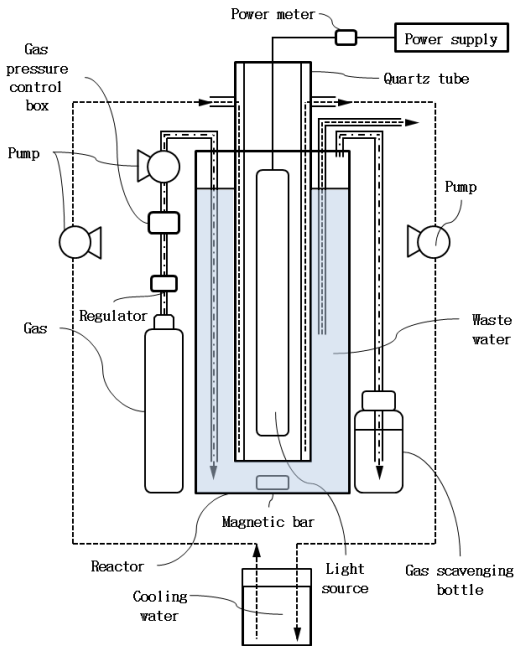 Power meter
Power supply
Gas
pressure
control
box
Quartz tube
Pump
Pump
Regulator
Gas
Waste
water
Magnetic bar
Reactor
Light
source
Gas scavenging
bottle
Cooling
water